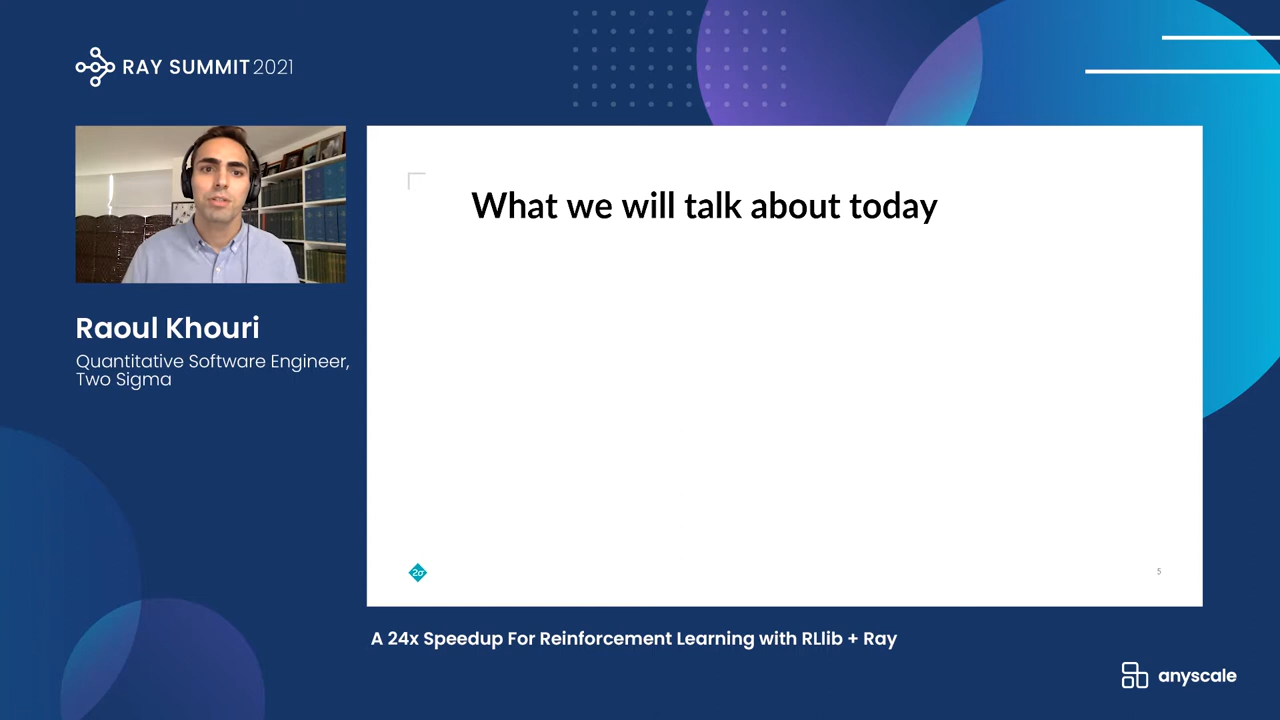 RAY SUMMIT 2021
Raoul Khouri
Quantitative Software Engineer,
Two Sigma
What we will talk about today
2σ
5
A 24x Speedup For Reinforcement Learning with RLlib + Ray
anyscale